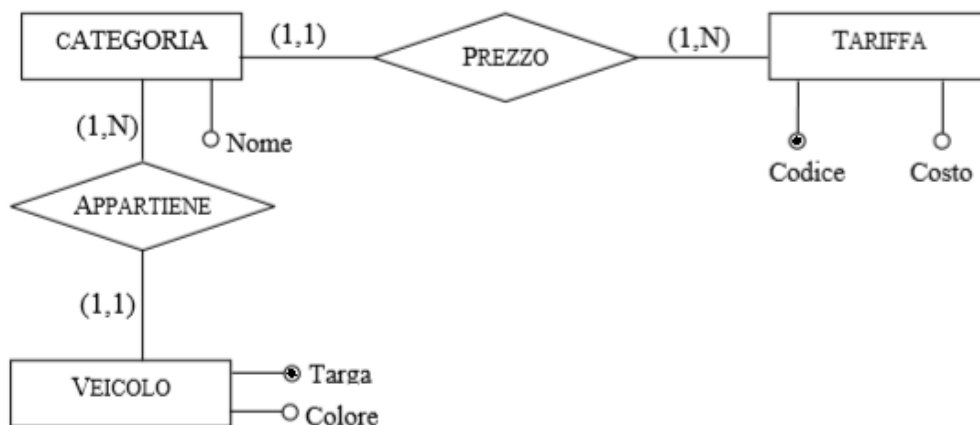 CATEGORIA (1,1) PREZZO (1,N) TARIFFA
(1,N) Nome
Codice Costo
APPARTIENE
(1,1)
VEICOLO Targa
Colore